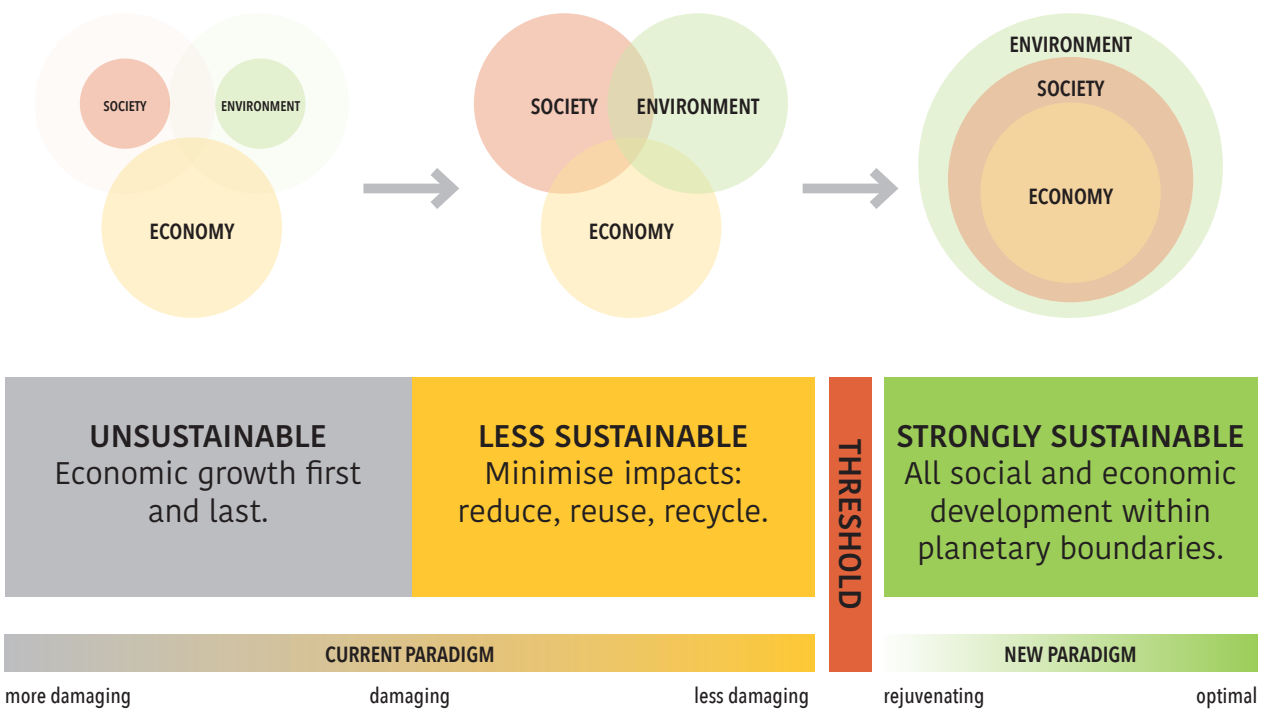 SOCIETY
ENVIRONMENT
ECONOMY
SOCIETY
ENVIRONMENT
ECONOMY
ENVIRONMENT
SOCIETY
ECONOMY
UNSUSTAINABLE
Economic growth first
and last.
LESS SUSTAINABLE
Minimise impacts:
reduce, reuse, recycle.
THRESHOLD
STRONGLY SUSTAINABLE
All social and economic
development within
planetary boundaries.
CURRENT PARADIGM
NEW PARADIGM
more damaging
damaging
less damaging
rejuvenating
optimal